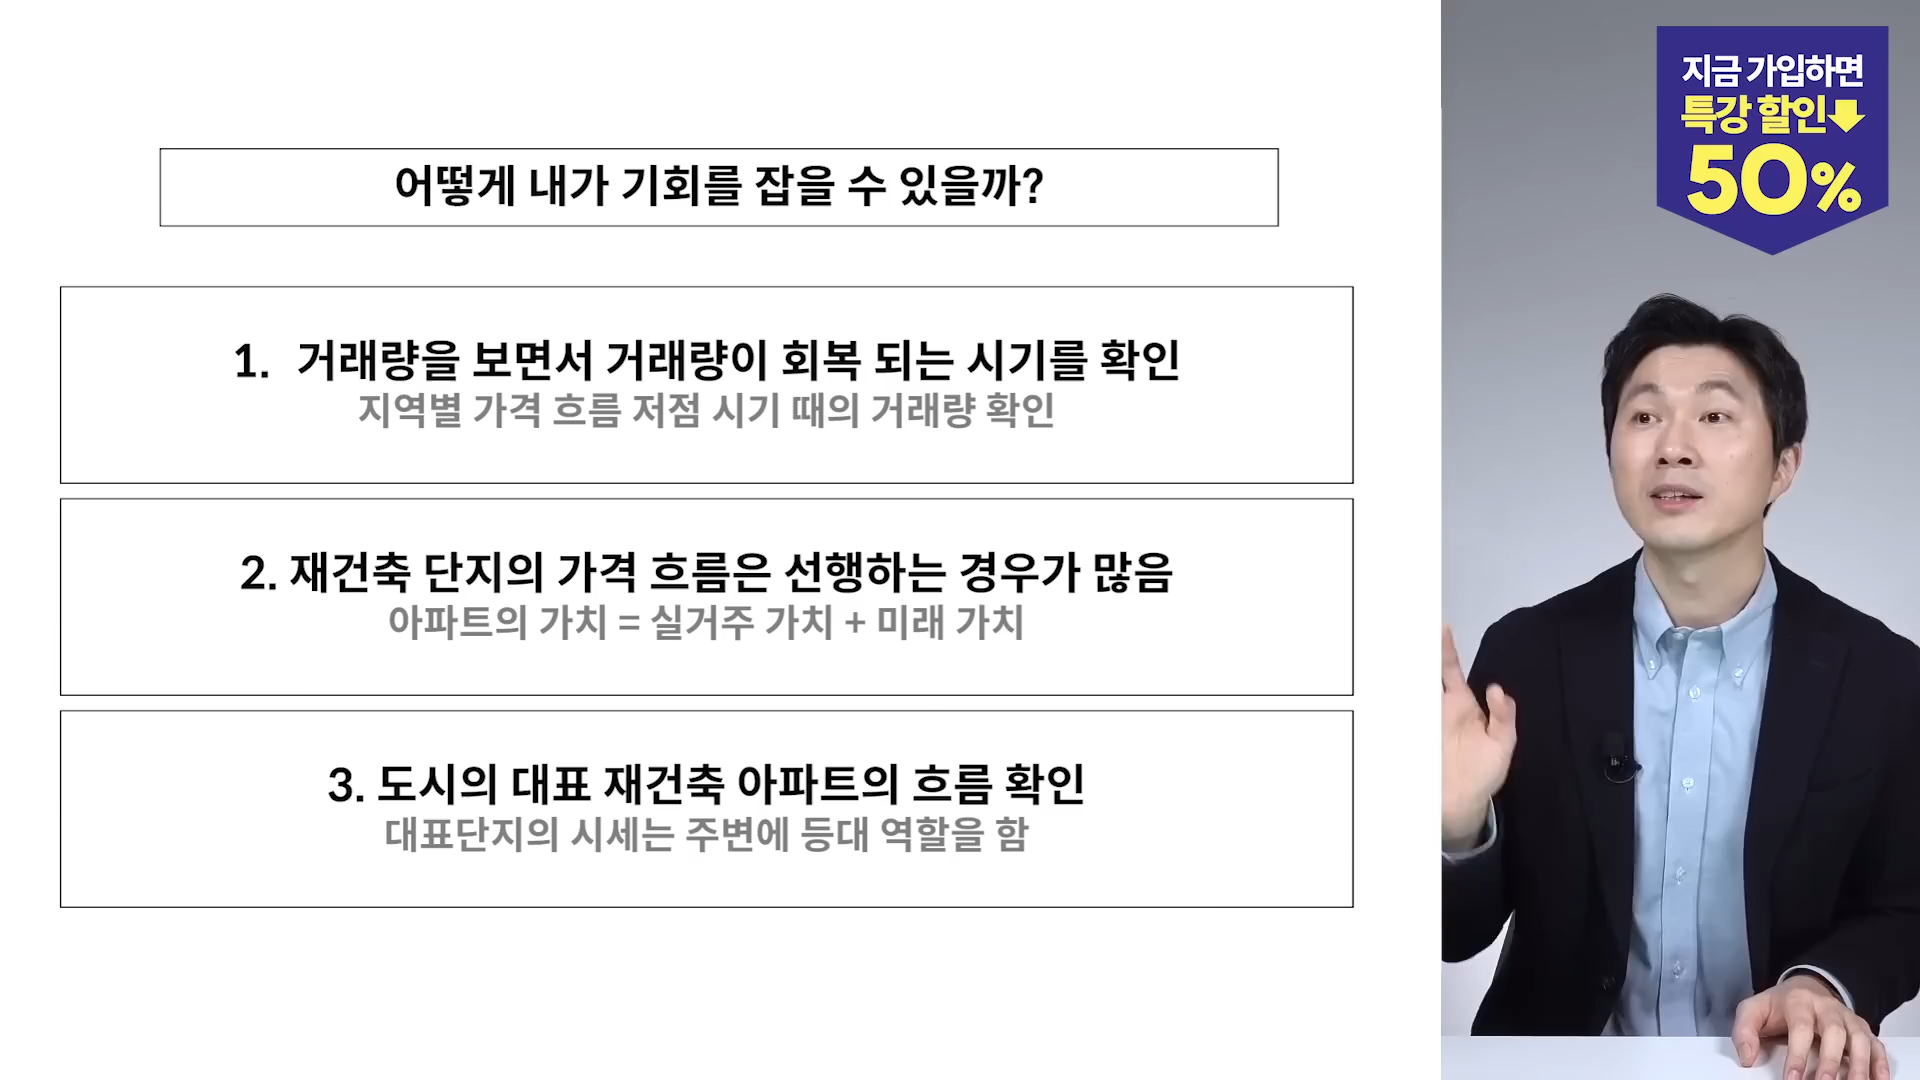 어떻게 내가 기회를 잡을 수 있을까?
1. 거래량을 보면서 거래량이 회복 되는 시기를 확인
지역별 가격 흐름 저점 시기 때의 거래량 확인
2. 재건축 단지의 가격 흐름은 선행하는 경우가 많음
아파트의 가치 = 실거주 가치 + 미래 가치
3. 도시의 대표 재건축 아파트의 흐름 확인
대표단지의 시세는 주변에 등대 역할을 함
지금 가입하면
특강 할인
50%